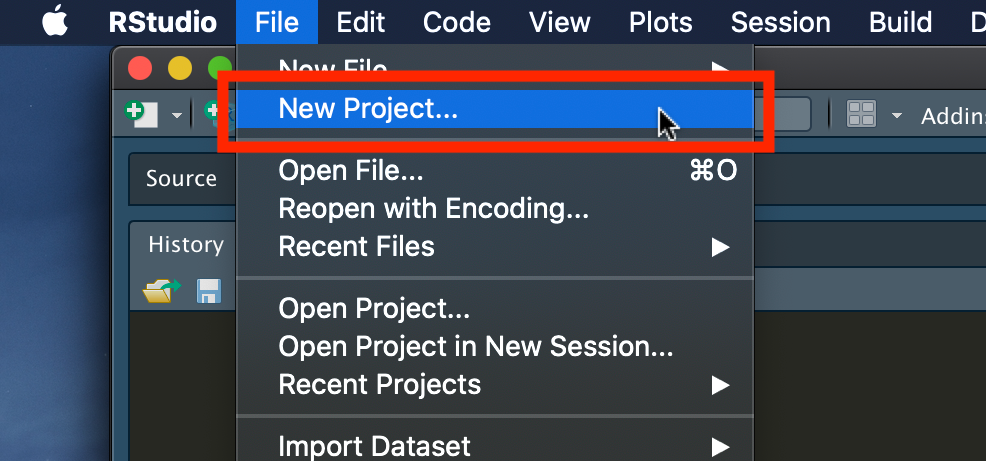 RStudio File Edit Code View Plots Session Build
New File
New Project...
Addin
Open File... ⌘O
Source
Reopen with Encoding...
History
Recent Files
Open Project...
Open Project in New Session...
Recent Projects
Import Dataset